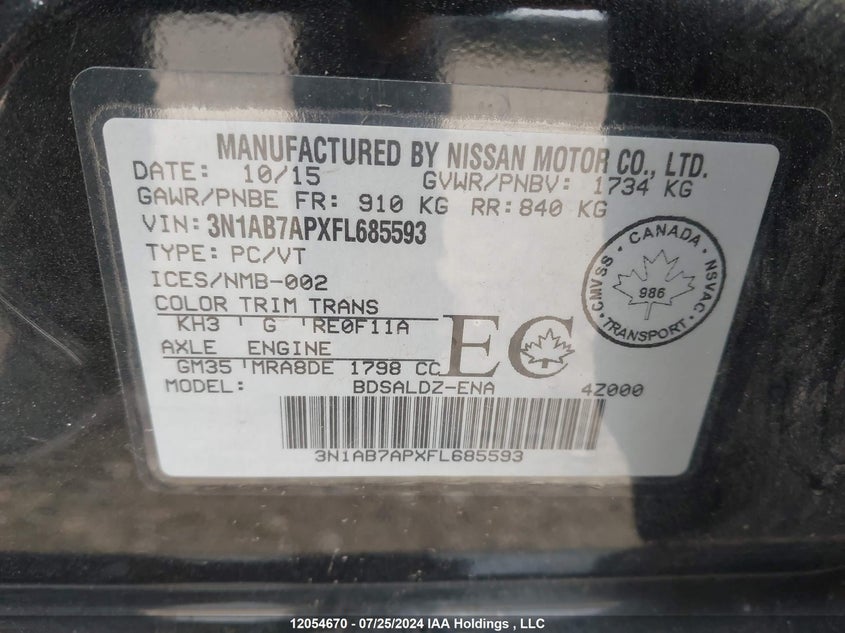 MANUFACTURED BY NISSAN MOTOR CO., LTD.
DATE: 10/15 GVWR/PNBV: 1734 KG
GAWR/PNBE FR: 910 KG RR: 840 KG
VIN: 3N1AB7APXFL685593
TYPE: PC/VT
ICES/NMB-002
COLOR TRIM TRANS
KH3 G RE0F11A
AXLE ENGINE
GM35 MRA8DE 1798 CC
EC
MODEL: BDSALDZ-ENA 4Z000
3N1AB7APXFL685593
CMVSS • CANADA • NSVAC • TRANSPORT •
986
12054670 - 07/25/2024 IAA Holdings , LLC